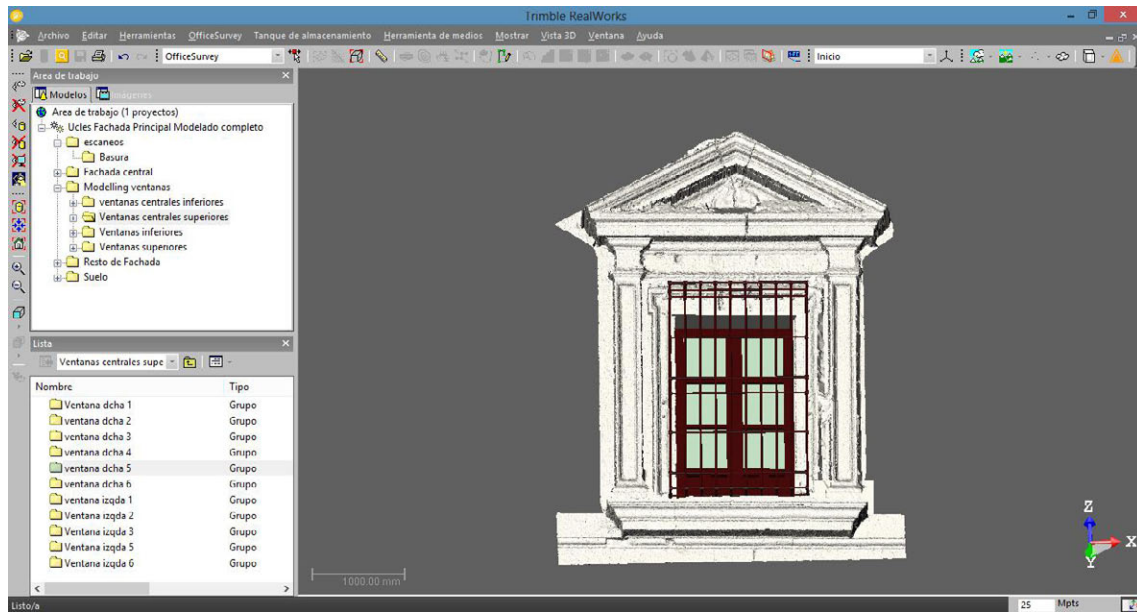 Trimble RealWorks
Archivo Editar Herramientas OfficeSurvey Tanque de almacenamiento Herramienta de medios Mostrar Vista 3D Ventana Ayuda
OfficeSurvey Inicio
Area de trabajo
Modelos Imágenes
Area de trabajo (1 proyectos)
Ucles Fachada Principal Modelado completo
escaneos
Basura
Fachada central
Modelling ventanas
ventanas centrales inferiores
Ventanas centrales superiores
Ventanas inferiores
Ventanas superiores
Resto de Fachada
Suelo
Lista
Ventanas centrales supe
Nombre Tipo
Ventana dcha 1 Grupo
ventana dcha 2 Grupo
ventana dcha 3 Grupo
ventana dcha 4 Grupo
ventana dcha 5 Grupo
ventana dcha 6 Grupo
ventana izqda 1 Grupo
Ventana izqda 2 Grupo
Ventana izqda 3 Grupo
Ventana izqda 5 Grupo
Ventana izqda 6 Grupo
1000.00 mm
Z
X
Y
Listo/a
25 Mpts